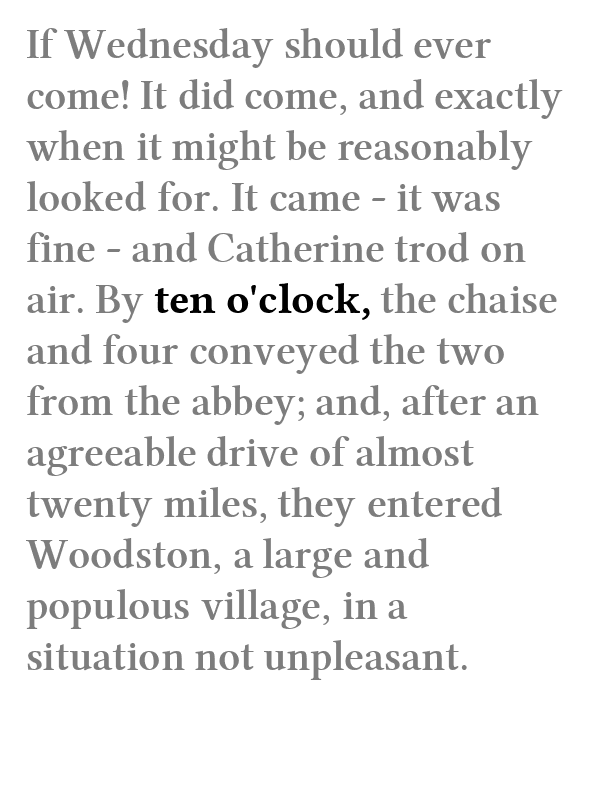 If Wednesday should ever
come! It did come, and exactly
when it might be reasonably
looked for. It came - it was
fine - and Catherine trod on
air. By ten o'clock, the chaise
and four conveyed the two
from the abbey; and, after an
agreeable drive of almost
twenty miles, they entered
Woodston, a large and
populous village, in a
situation not unpleasant.